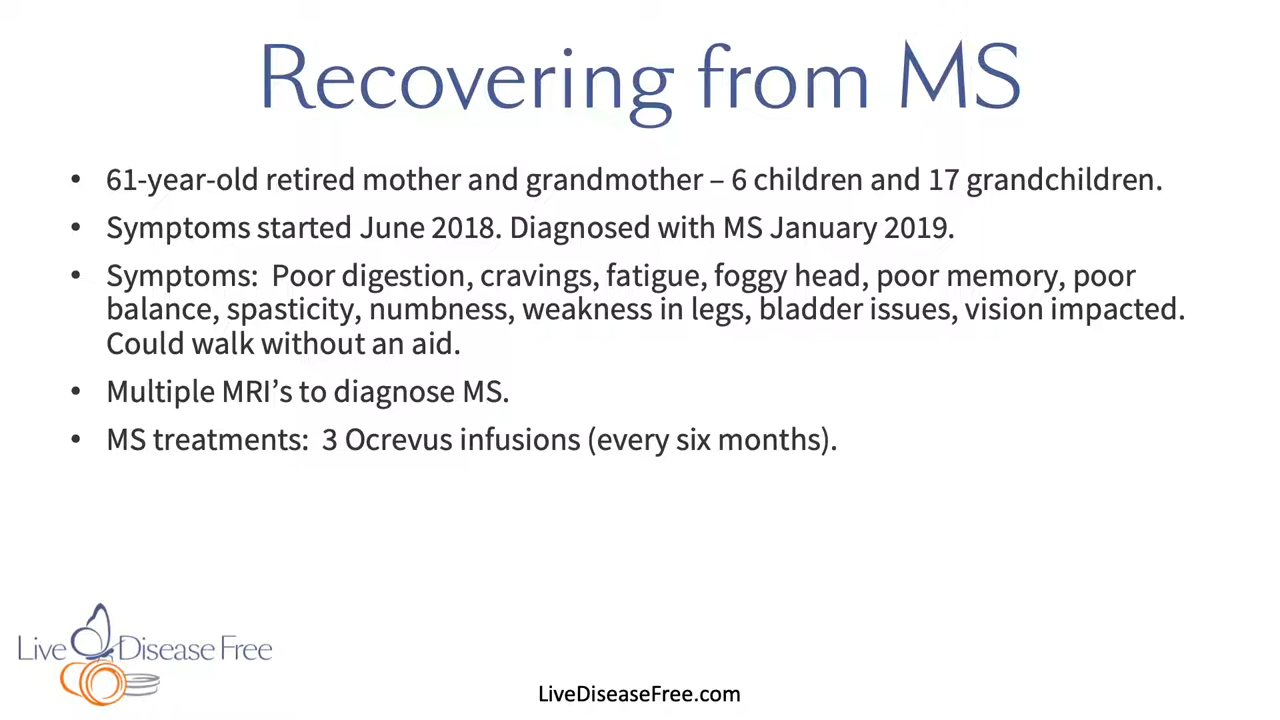 Recovering from MS
• 61-year-old retired mother and grandmother – 6 children and 17 grandchildren.
• Symptoms started June 2018. Diagnosed with MS January 2019.
• Symptoms:  Poor digestion, cravings, fatigue, foggy head, poor memory, poor
balance, spasticity, numbness, weakness in legs, bladder issues, vision impacted.
Could walk without an aid.
• Multiple MRI’s to diagnose MS.
• MS treatments:  3 Ocrevus infusions (every six months).
Live Disease Free
LiveDiseaseFree.com